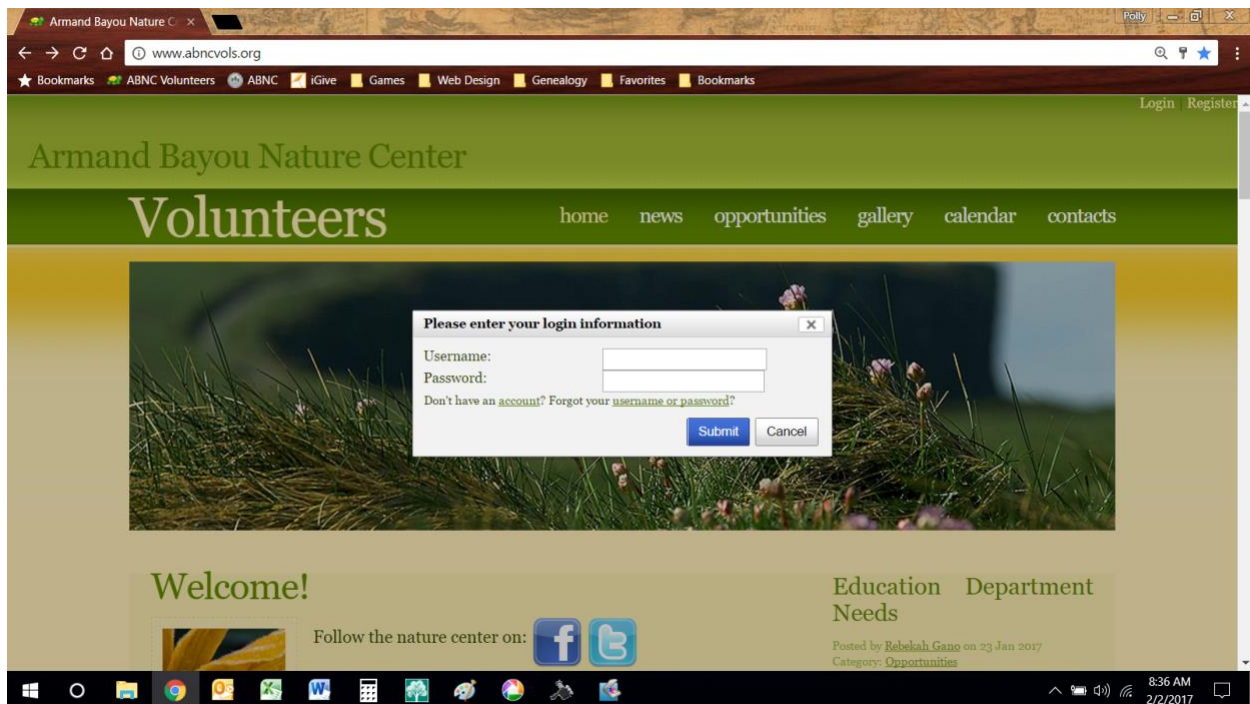 Armand Bayou Nature C
Polly
www.abncvols.org
Bookmarks ABNC Volunteers ABNC iGive Games Web Design Genealogy Favorites Bookmarks
Login Register
Armand Bayou Nature Center
Volunteers
home news opportunities gallery calendar contacts
Please enter your login information
Username:
Password:
Don't have an account? Forgot your username or password?
Submit Cancel
Welcome!
Follow the nature center on:
Education Department
Needs
Posted by Rebekah Gano on 23 Jan 2017
Category: Opportunities
8:36 AM
2/2/2017